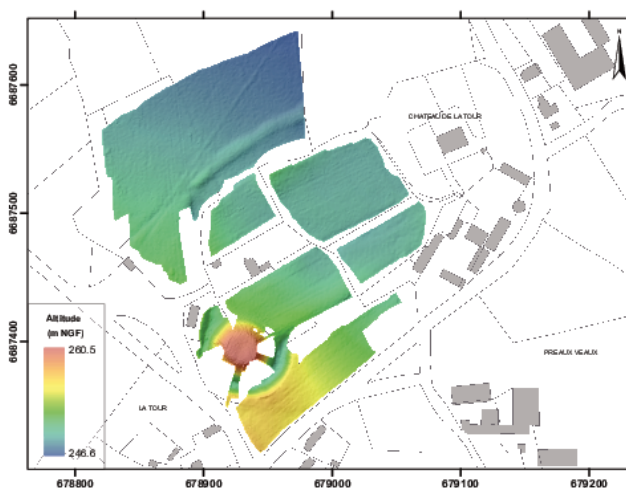 N
CHATEAU DE LA TOUR
6687600
6687500
6687400
Altitude
(m NGF)
260.5
246.6
PREAUX VEAUX
LA TOUR
678800
678900
679000
679100
679200